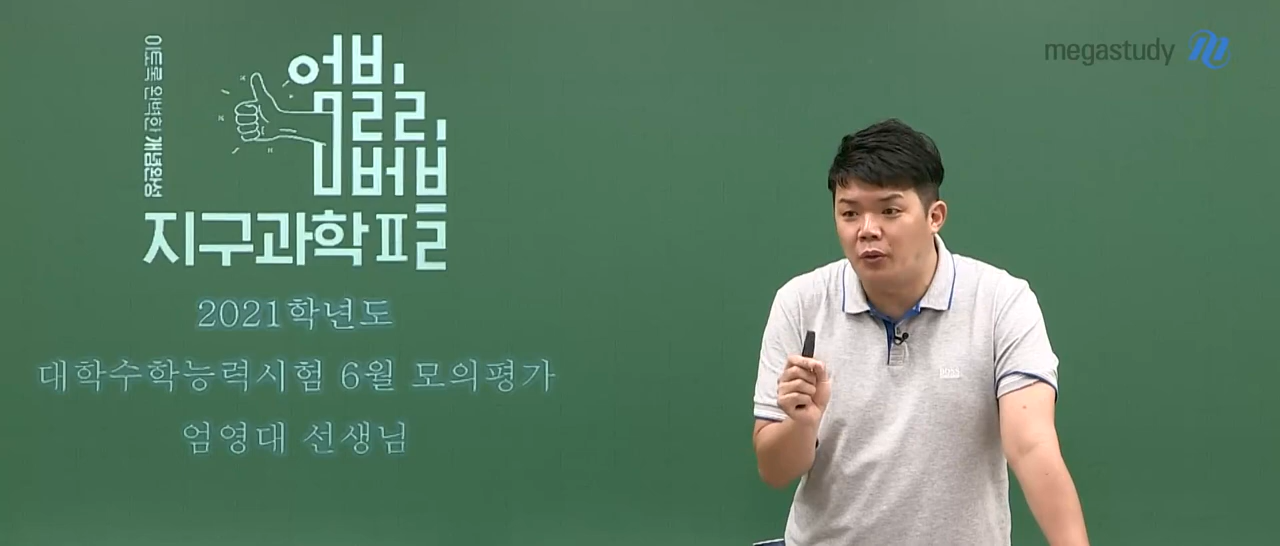 이토록 완벽한 개념완성
엄빌리버블
지구과학Ⅱ
2021학년도
대학수학능력시험 6월 모의평가
엄영대 선생님
megastudy
BOSS